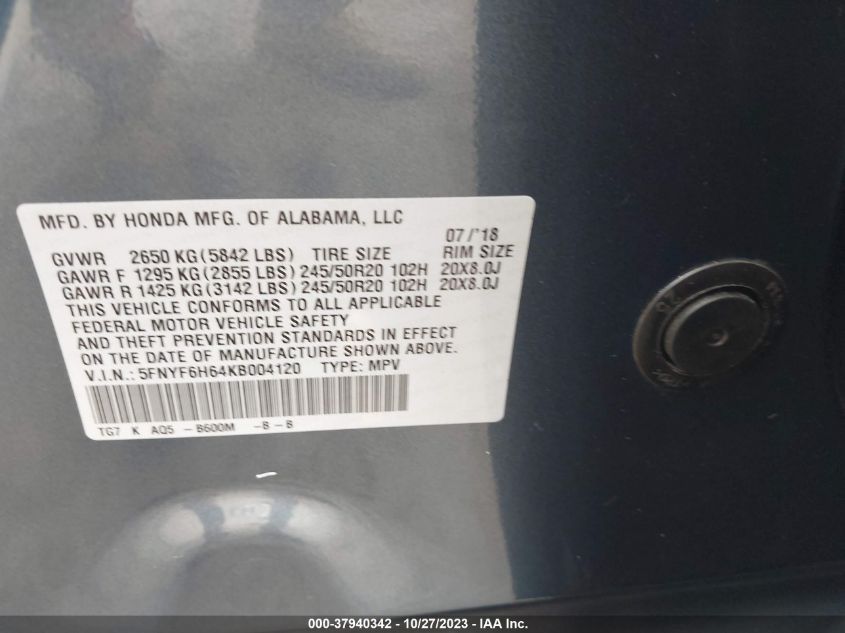 MFD. BY HONDA MFG. OF ALABAMA, LLC
07/'18
GVWR 2650 KG(5842 LBS) TIRE SIZE RIM SIZE
GAWR F 1295 KG(2855 LBS) 245/50R20 102H 20X8.0J
GAWR R 1425 KG(3142 LBS) 245/50R20 102H 20X8.0J
THIS VEHICLE CONFORMS TO ALL APPLICABLE
FEDERAL MOTOR VEHICLE SAFETY
AND THEFT PREVENTION STANDARDS IN EFFECT
ON THE DATE OF MANUFACTURE SHOWN ABOVE.
V.I.N.: 5FNYF6H64KB004120 TYPE: MPV
TG7 K AQ5 - B600M -B - B
000-37940342 - 10/27/2023 - IAA Inc.